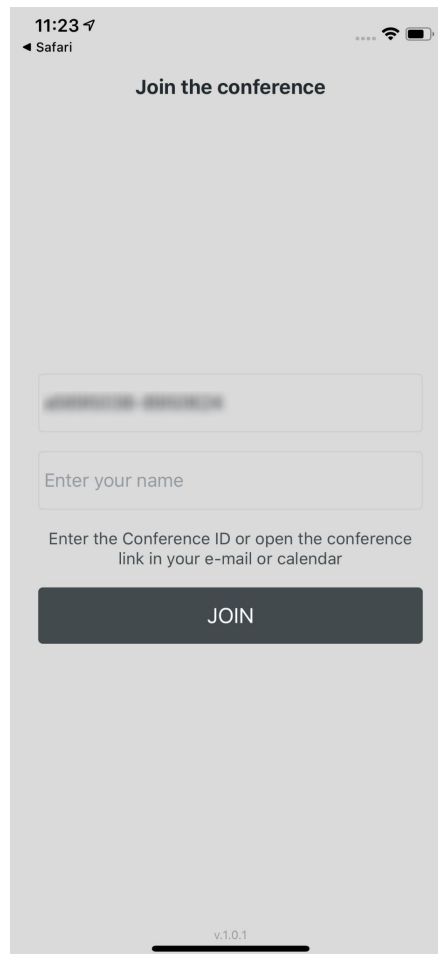 11:23
Safari
Join the conference
Enter your name
Enter the Conference ID or open the conference
link in your e-mail or calendar
JOIN
v.1.0.1